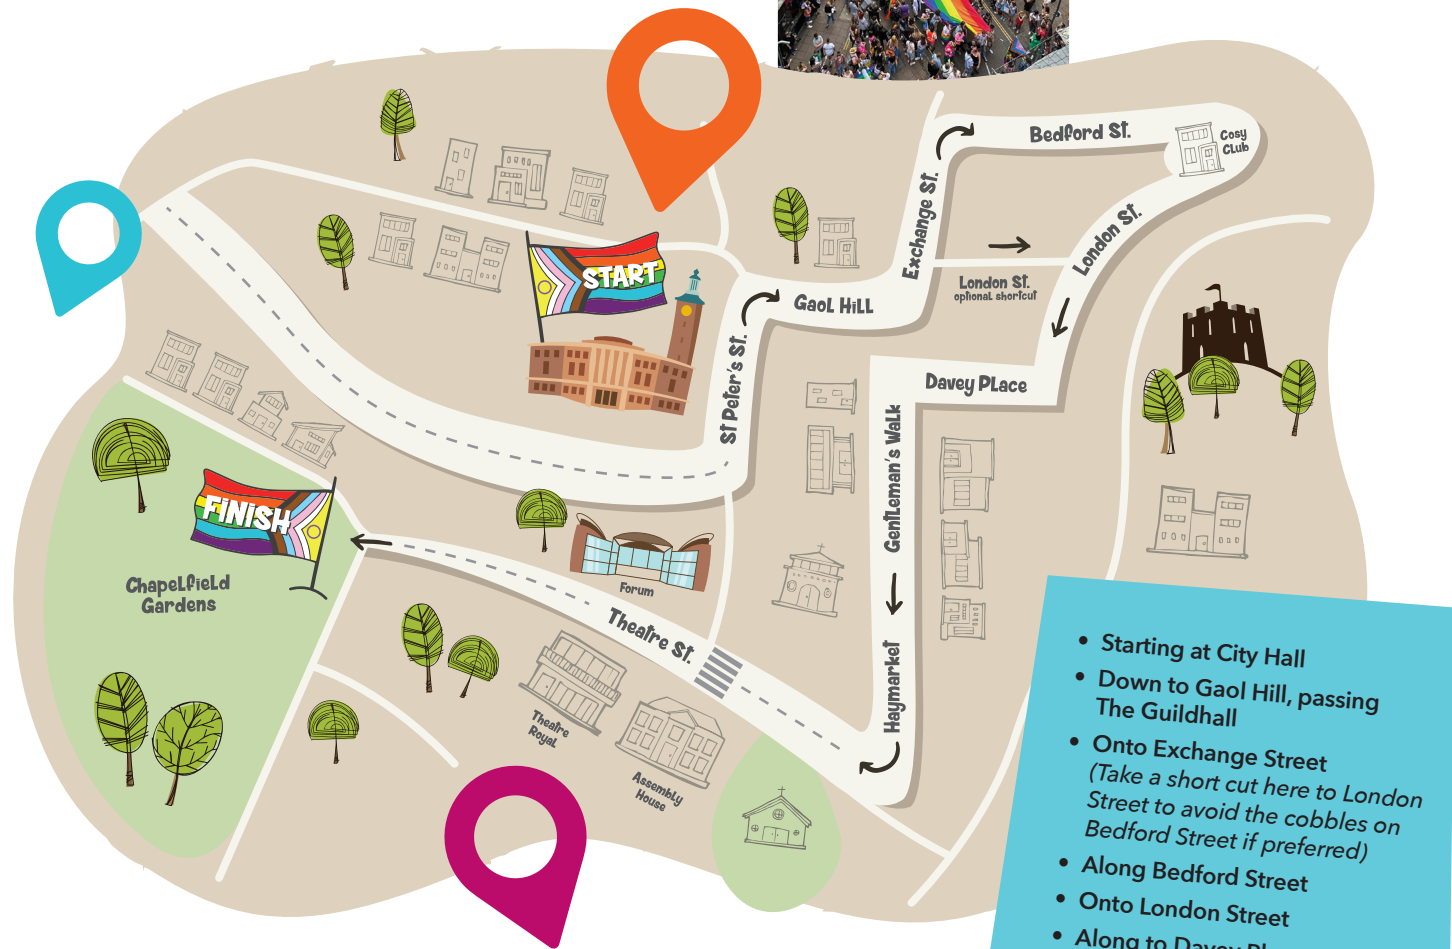 START
St Peter's St.
Gaol Hill
Exchange St.
Bedford St.
Cosy
Club
London St.
London St.
optional shortcut
Davey Place
Gentleman's Walk
Haymarket
Theatre St.
Forum
Theatre
Royal
Assembly
House
FINISH
Chapelfield
Gardens
• Starting at City Hall
• Down to Gaol Hill, passing
The Guildhall
• Onto Exchange Street
(Take a short cut here to London
Street to avoid the cobbles on
Bedford Street if preferred)
• Along Bedford Street
• Onto London Street
• Along to Davey